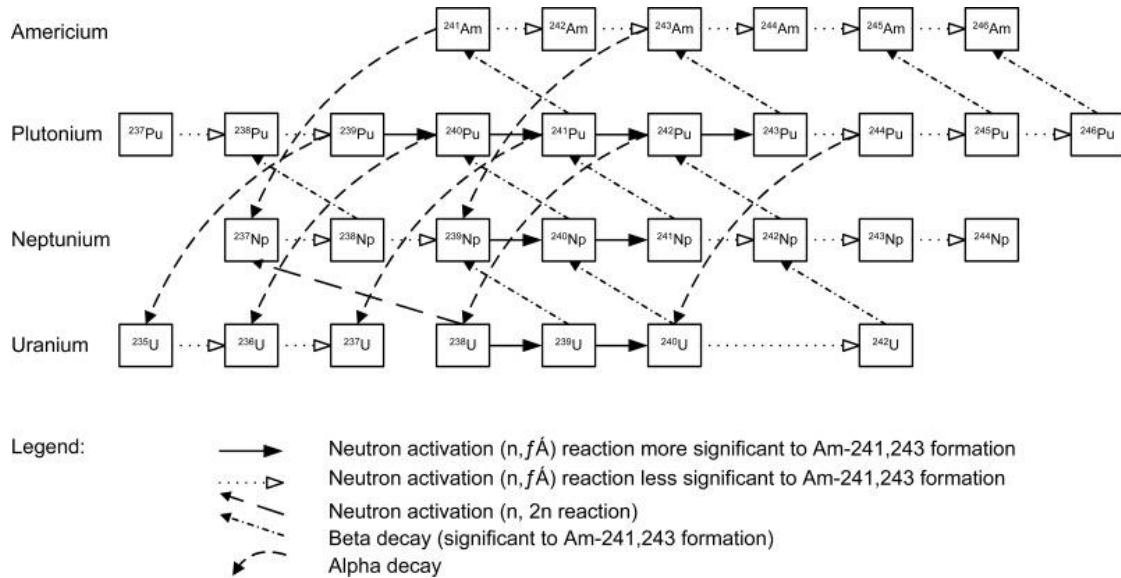 Americium ²⁴¹Am ²⁴²Am ²⁴³Am ²⁴⁴Am ²⁴⁵Am ²⁴⁶Am
Plutonium ²³⁷Pu ²³⁸Pu ²³⁹Pu ²⁴⁰Pu ²⁴¹Pu ²⁴²Pu ²⁴³Pu ²⁴⁴Pu ²⁴⁵Pu ²⁴⁶Pu
Neptunium ²³⁷Np ²³⁸Np ²³⁹Np ²⁴⁰Np ²⁴¹Np ²⁴²Np ²⁴³Np ²⁴⁴Np
Uranium ²³⁵U ²³⁶U ²³⁷U ²³⁸U ²³⁹U ²⁴⁰U ²⁴²U
Legend:
Neutron activation (n,ƒÁ) reaction more significant to Am-241,243 formation
Neutron activation (n,ƒÁ) reaction less significant to Am-241,243 formation
Neutron activation (n, 2n reaction)
Beta decay (significant to Am-241,243 formation)
Alpha decay